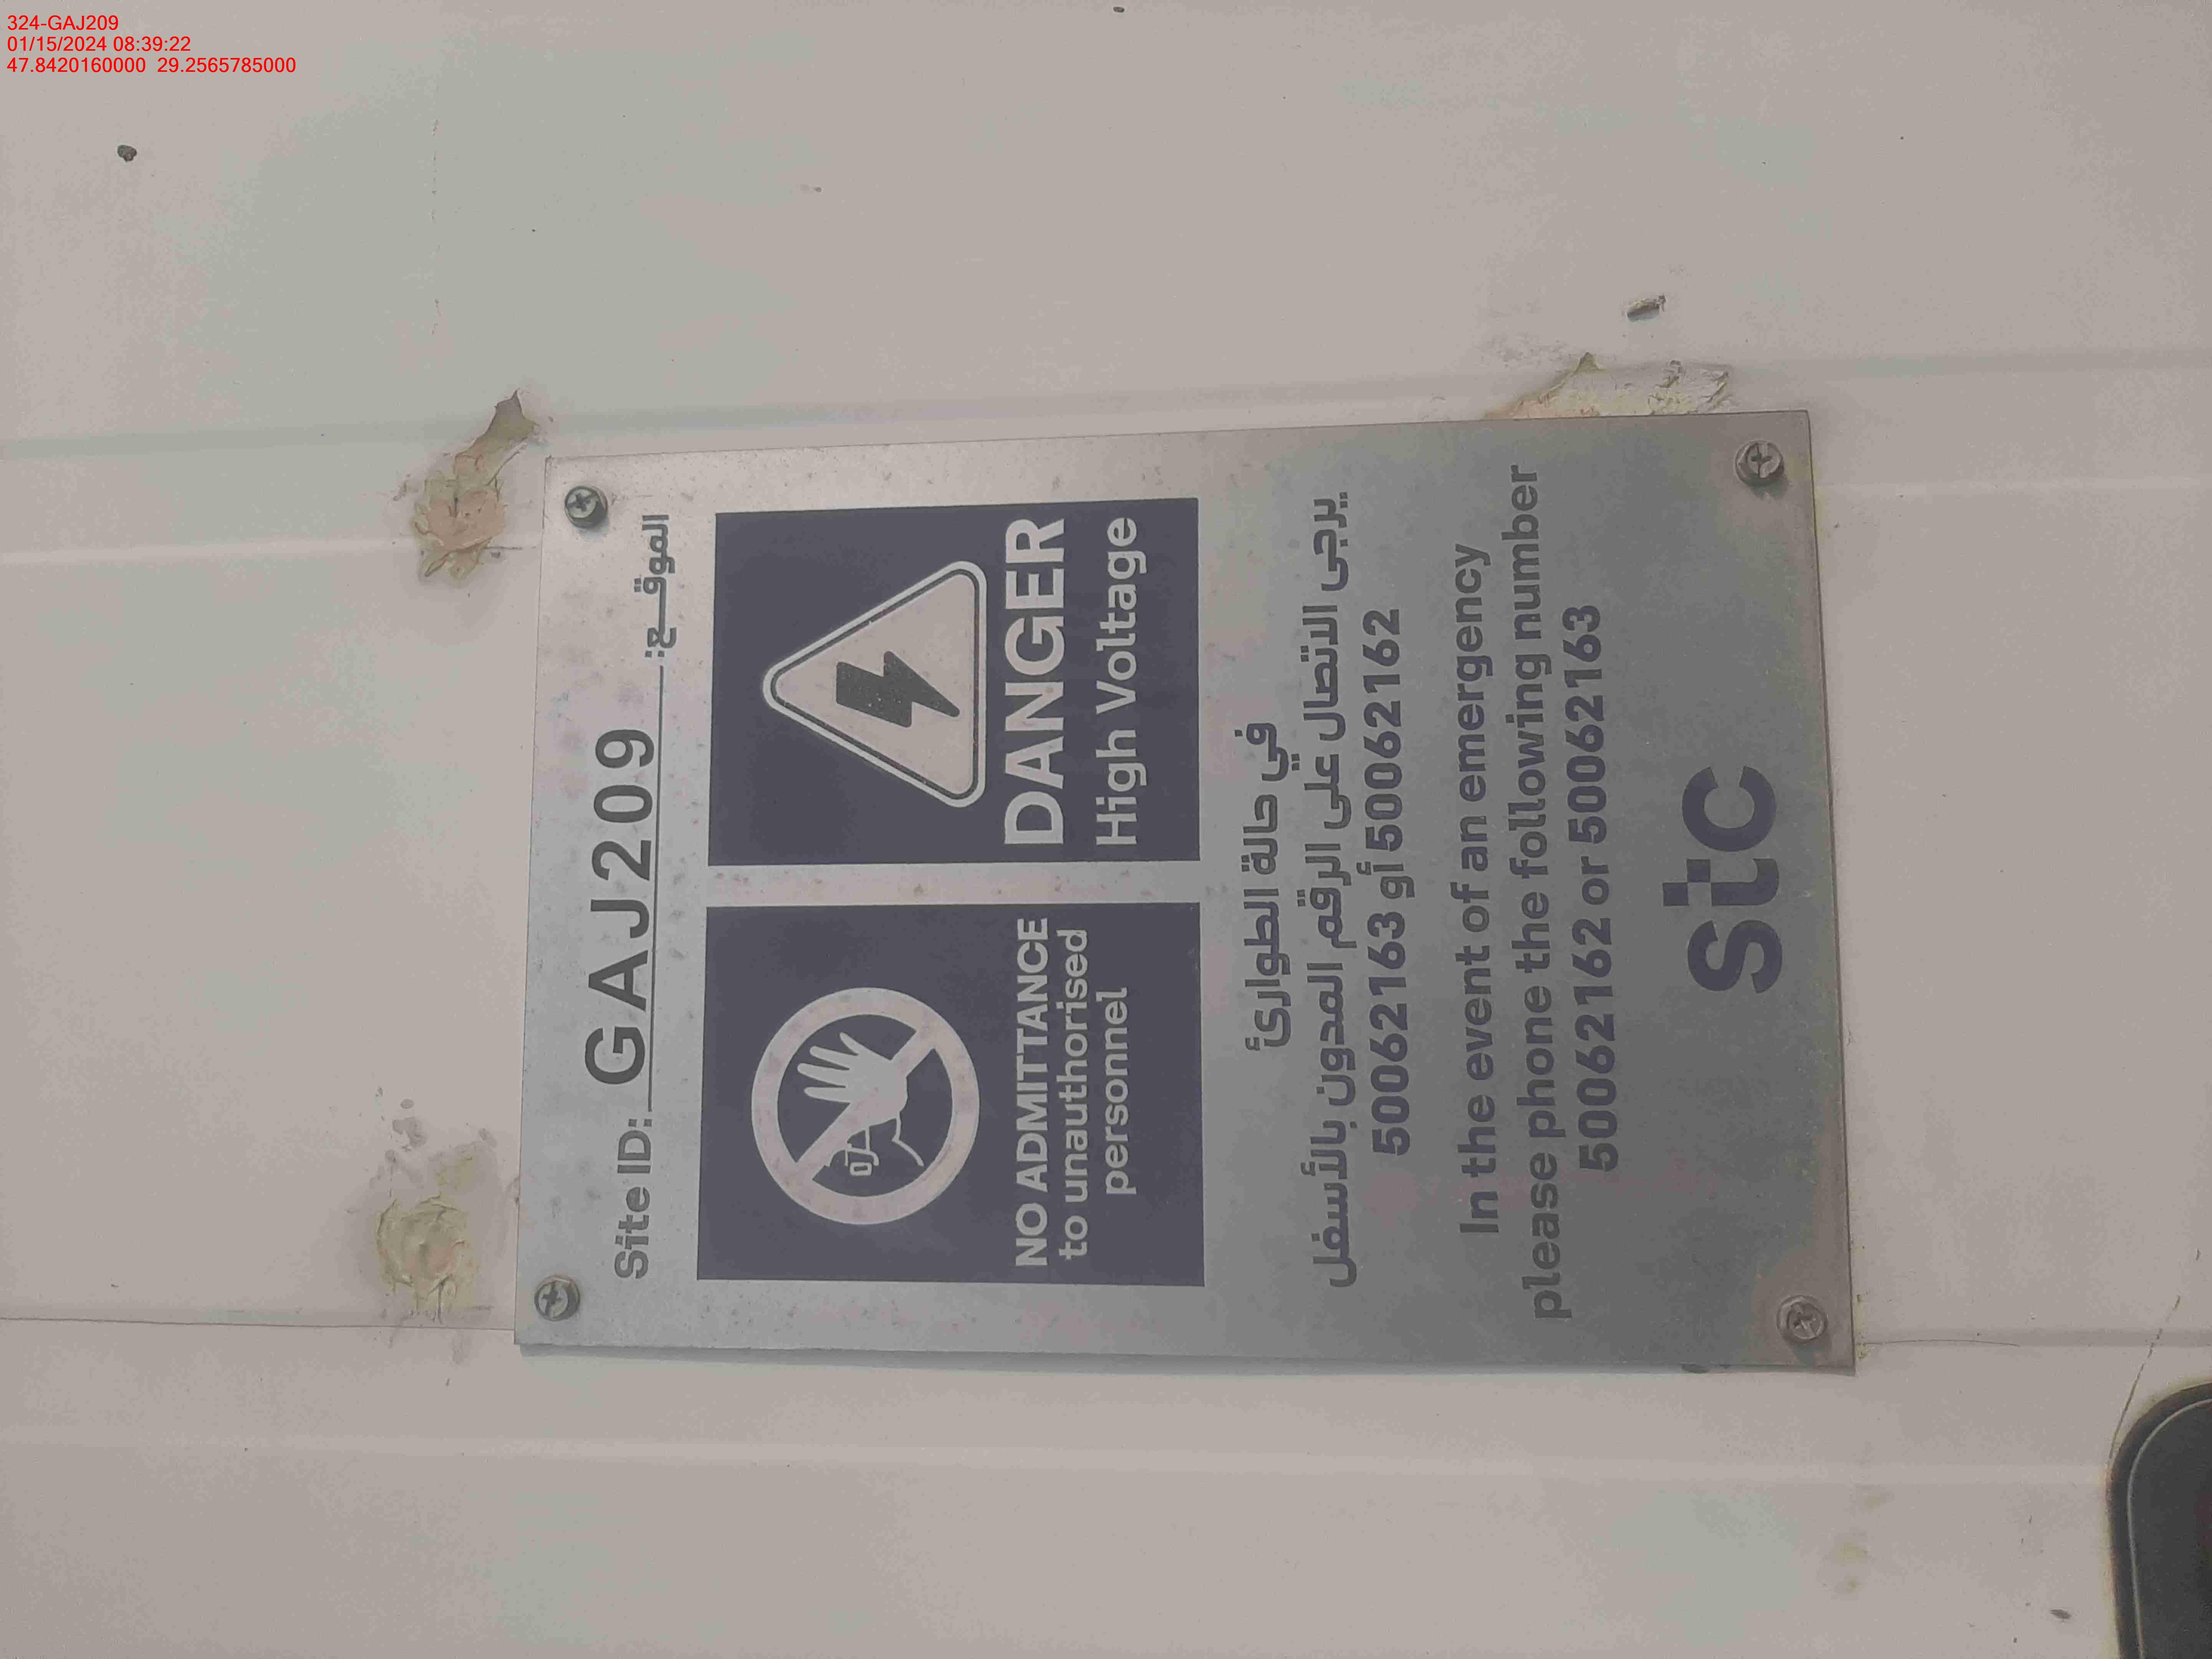 324-GAJ209
01/15/2024 08:39:22
47.8420160000 29.2565785000
Site ID: GAJ209 الموقـــع:
NO ADMITTANCE
to unauthorised
personnel
DANGER
High Voltage
في حالة الطوارئ
يرجى الاتصال على الرقم المدون بالأسفل
50062162 أو 50062163
In the event of an emergency
please phone the following number
50062162 or 50062163
stc